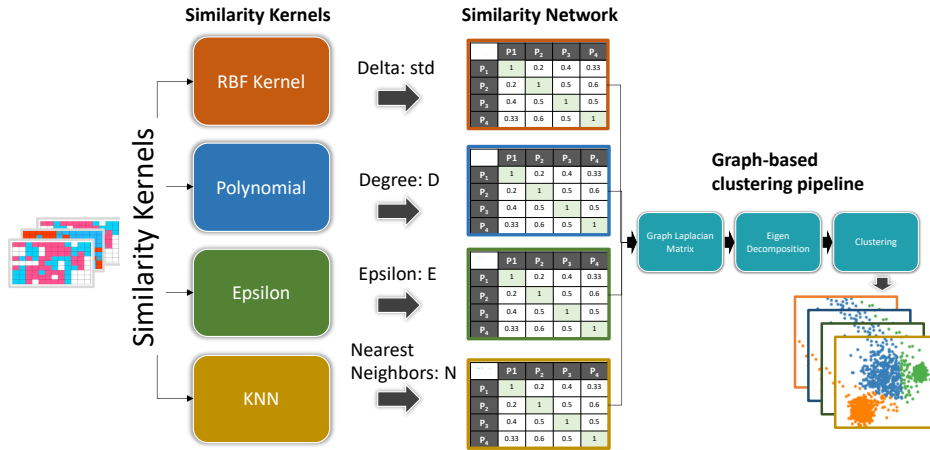 Similarity Kernels
Similarity Network
Similarity Kernels
RBF Kernel
Delta: std
P1 P2 P3 P4
P1 1 0.2 0.4 0.33
P2 0.2 1 0.5 0.6
P3 0.4 0.5 1 0.5
P4 0.33 0.6 0.5 1
Polynomial
Degree: D
P1 P2 P3 P4
P1 1 0.2 0.4 0.33
P2 0.2 1 0.5 0.6
P3 0.4 0.5 1 0.5
P4 0.33 0.6 0.5 1
Epsilon
Epsilon: E
P1 P2 P3 P4
P1 1 0.2 0.4 0.33
P2 0.2 1 0.5 0.6
P3 0.4 0.5 1 0.5
P4 0.33 0.6 0.5 1
KNN
Nearest
Neighbors: N
P1 P2 P3 P4
P1 1 0.2 0.4 0.33
P2 0.2 1 0.5 0.6
P3 0.4 0.5 1 0.5
P4 0.33 0.6 0.5 1
Graph-based
clustering pipeline
Graph Laplacian
Matrix
Eigen
Decomposition
Clustering